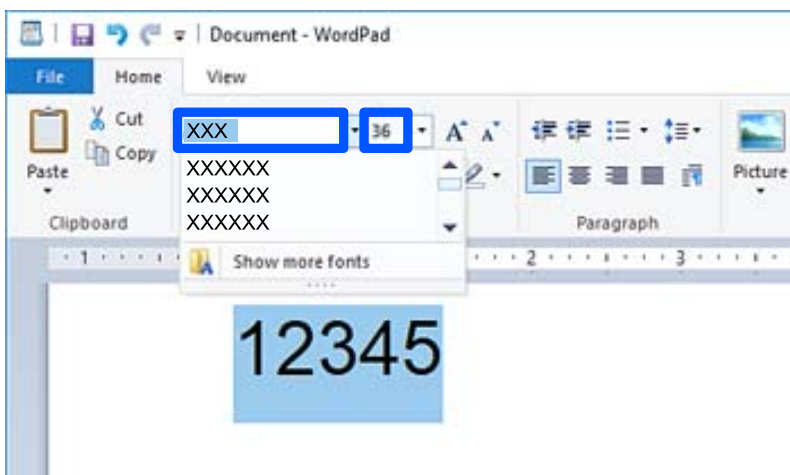 Document - WordPad
File Home View
Cut
Copy
Paste
XXX
36
A A
Picture
XXXXXX
XXXXXX
XXXXXX
Clipboard
Paragraph
Show more fonts
1 2 3
12345